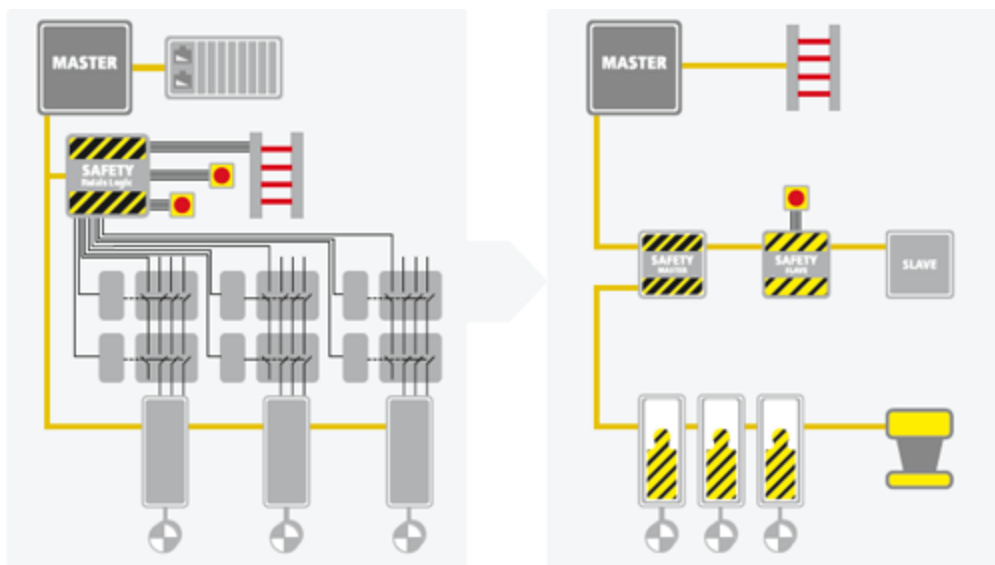 MASTER
SAFETY
Relais Logic
MASTER
SAFETY
MASTER
SAFETY
SLAVE
SLAVE